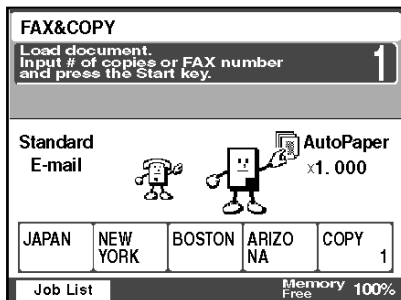 FAX&COPY
Load document.
Input # of copies or FAX number
and press the Start key.
1
Standard
E-mail
AutoPaper
x1.000
JAPAN
NEW
YORK
BOSTON
ARIZO
NA
COPY
1
Job List
Memory
Free
100%